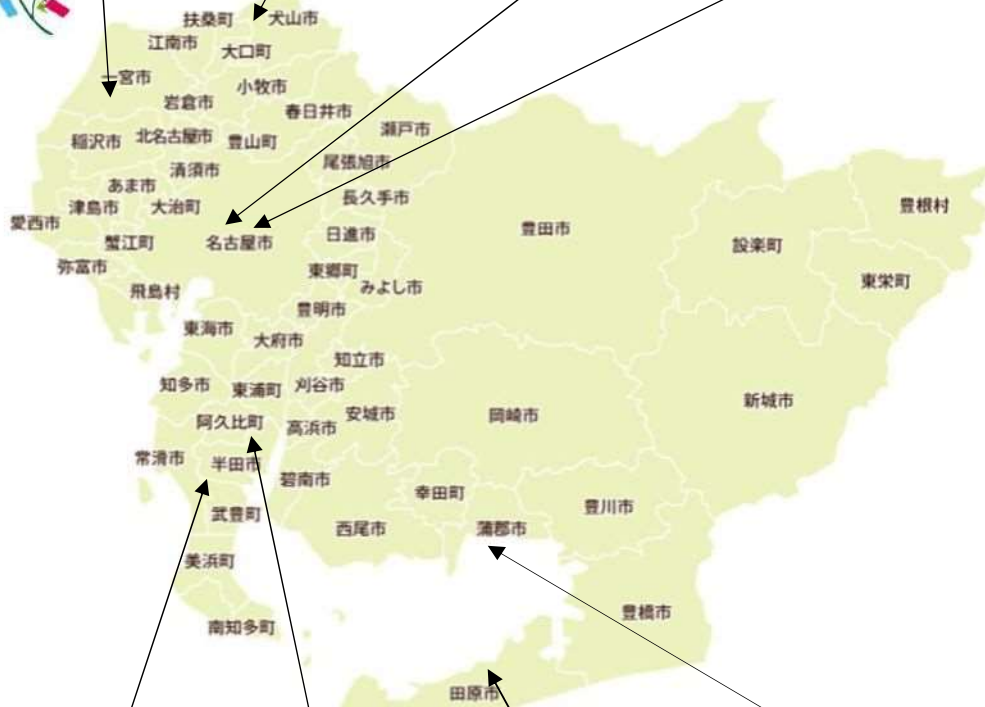 扶桑町
犬山市
江南市
大口町
一宮市
小牧市
岩倉市
春日井市
瀬戸市
稲沢市
北名古屋市
豊山町
清須市
尾張旭市
あま市
長久手市
津島市
大治町
愛西市
豊根村
蟹江町
名古屋市
日進市
豊田市
設楽町
弥富市
東郷町
みよし市
東栄町
飛島村
豊明市
東海市
大府市
知立市
知多市
東浦町
刈谷市
新城市
阿久比町
高浜市
安城市
岡崎市
常滑市
半田市
碧南市
幸田町
武豊町
西尾市
蒲郡市
豊川市
美浜町
南知多町
豊橋市
田原市